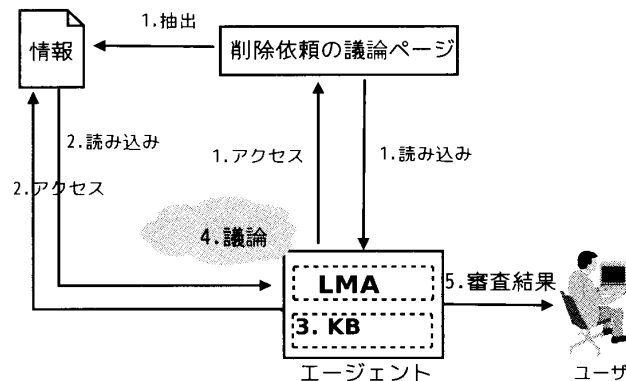 1.抽出
情報
削除依頼の議論ページ
2.読み込み
1.アクセス
1.読み込み
2.アクセス
4.議論
LMA
5.審査結果
3. KB
エージェント
ユーザ